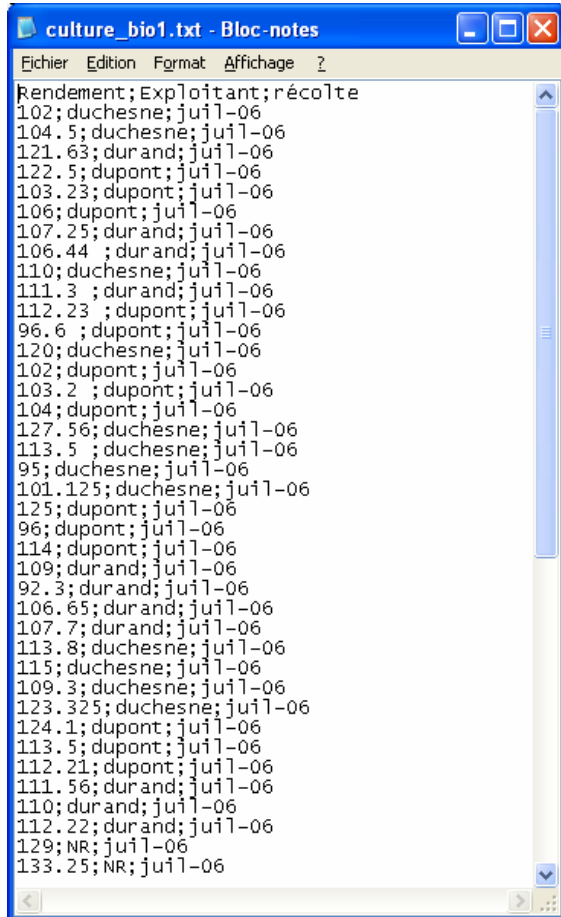 culture_bio1.txt - Bloc-notes
Fichier Edition Format Affichage ?
Rendement;Exploitant;récolte
102;duchesne;juil-06
104.5;duchesne;juil-06
121.63;durand;juil-06
122.5;dupont;juil-06
103.23;dupont;juil-06
106;dupont;juil-06
107.25;durand;juil-06
106.44 ;durand;juil-06
110;duchesne;juil-06
111.3 ;durand;juil-06
112.23 ;dupont;juil-06
96.6 ;dupont;juil-06
120;duchesne;juil-06
102;dupont;juil-06
103.2 ;dupont;juil-06
104;dupont;juil-06
127.56;duchesne;juil-06
113.5 ;duchesne;juil-06
95;duchesne;juil-06
101.125;duchesne;juil-06
125;dupont;juil-06
96;dupont;juil-06
114;dupont;juil-06
109;durand;juil-06
92.3;durand;juil-06
106.65;durand;juil-06
107.7;durand;juil-06
113.8;duchesne;juil-06
115;duchesne;juil-06
109.3;duchesne;juil-06
123.325;duchesne;juil-06
124.1;dupont;juil-06
113.5;dupont;juil-06
112.21;dupont;juil-06
111.56;durand;juil-06
110;durand;juil-06
112.22;durand;juil-06
129;NR;juil-06
133.25;NR;juil-06